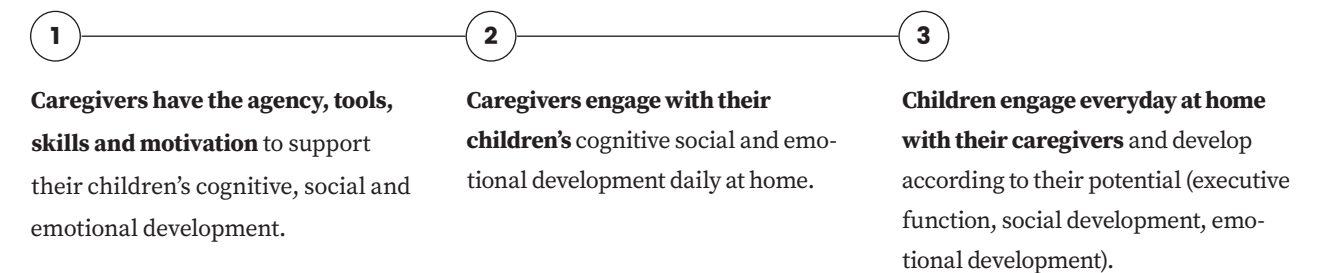 1
Caregivers have the agency, tools,
skills and motivation to support
their children's cognitive, social and
emotional development.
2
Caregivers engage with their
children's cognitive social and emo-
tional development daily at home.
3
Children engage everyday at home
with their caregivers and develop
according to their potential (executive
function, social development, emo-
tional development).